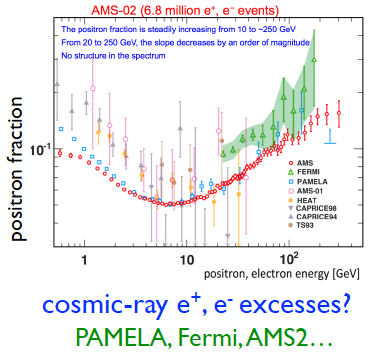 AMS-02 (6.8 million e+, e- events)
The positron fraction is steadily increasing from 10 to ~250 GeV
From 20 to 250 GeV, the slope decreases by an order of magnitude
No structure in the spectrum
positron fraction
10-1
AMS
FERMI
PAMELA
AMS-01
HEAT
CAPRICE98
CAPRICE94
TS93
1 10 10²
positron, electron energy [GeV]
cosmic-ray e+, e- excesses?
PAMELA, Fermi, AMS2...